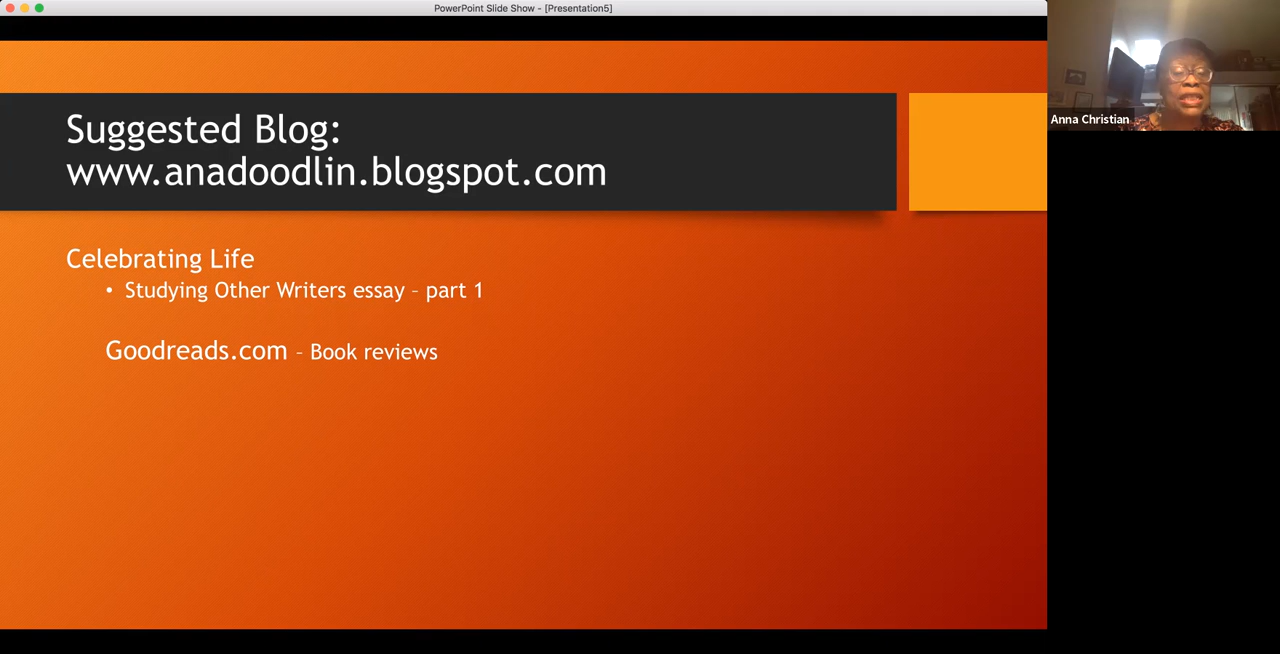 PowerPoint Slide Show - [Presentation5]
Suggested Blog:
www.anadoodlin.blogspot.com
Celebrating Life
• Studying Other Writers essay – part 1
Goodreads.com – Book reviews
Anna Christian